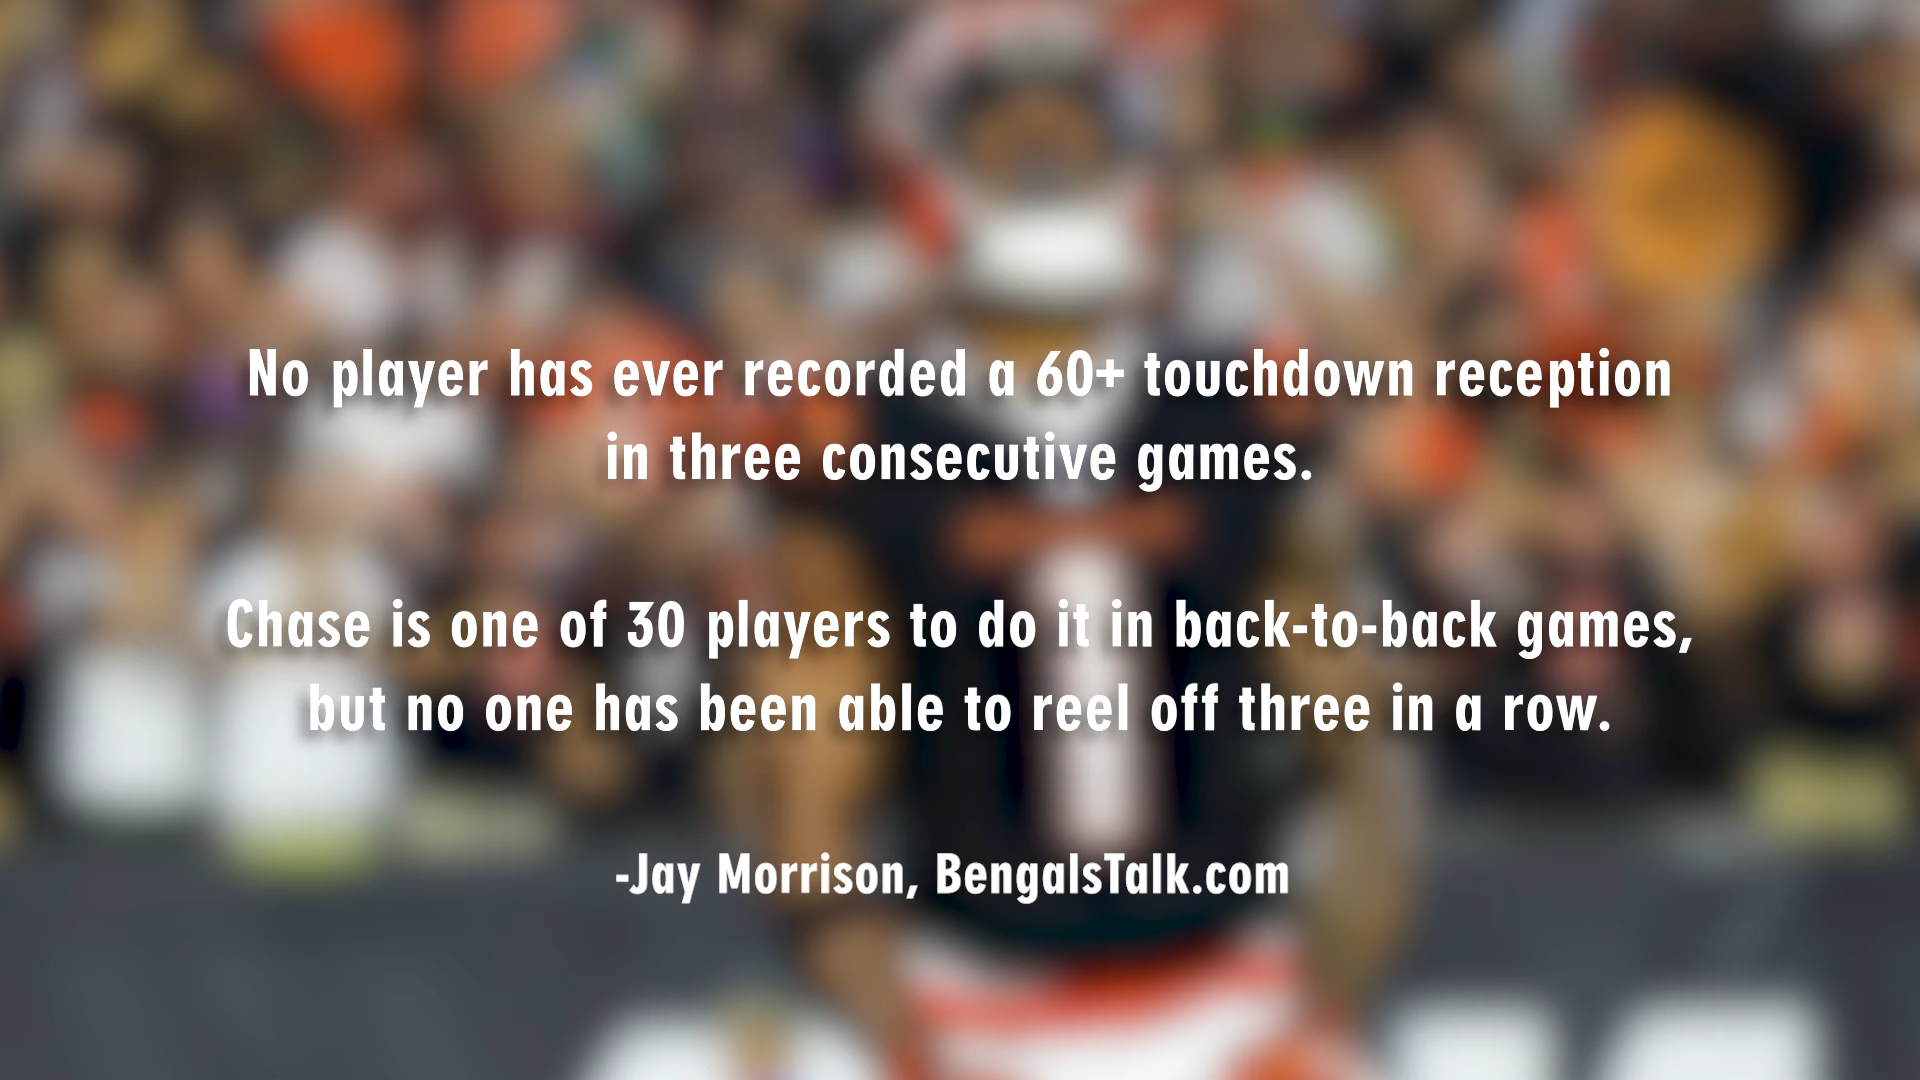 No player has ever recorded a 60+ touchdown reception
in three consecutive games.
Chase is one of 30 players to do it in back-to-back games,
but no one has been able to reel off three in a row.
-Jay Morrison, BengalsTalk.com